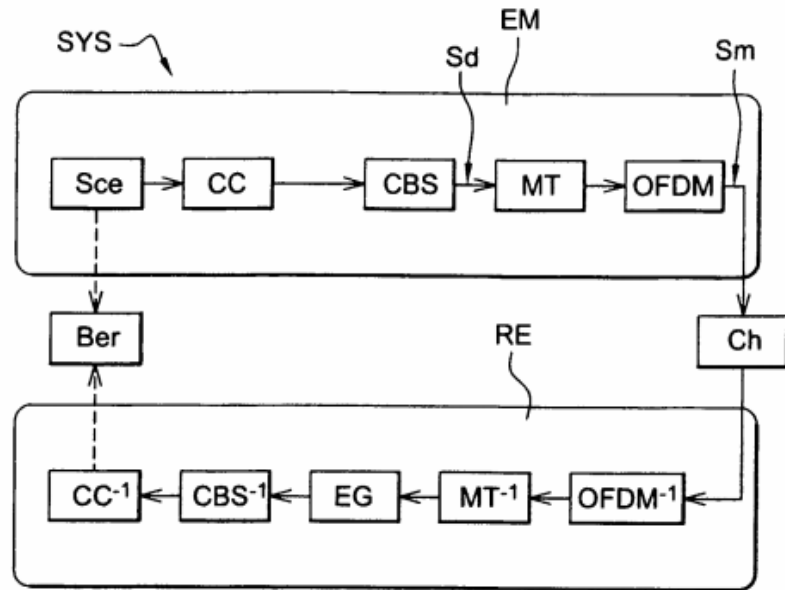 SYS
EM
Sd
Sm
Sce
CC
CBS
MT
OFDM
Ber
RE
Ch
CC-1
CBS-1
EG
MT-1
OFDM-1